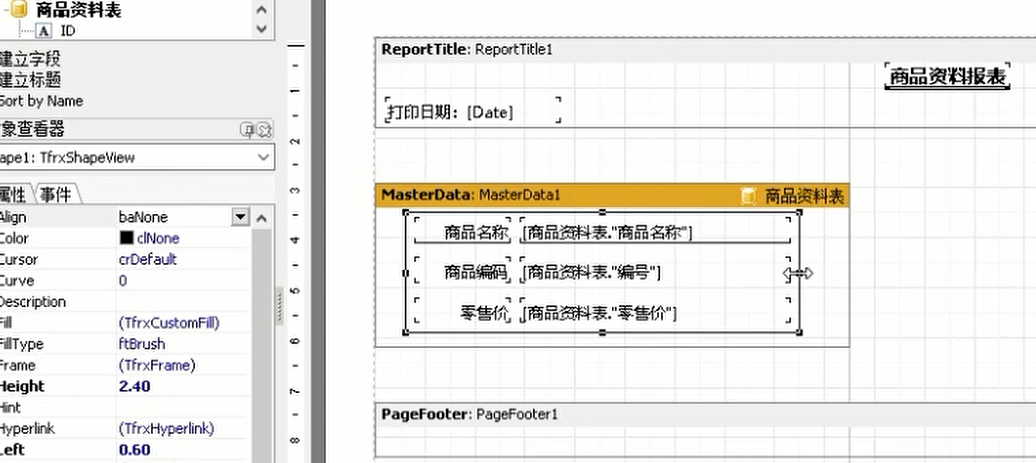 商品资料表
A ID
建立字段
建立标题
Sort by Name
对象查看器
ape1: TfrxShapeView
属性 事件
Align baNone
Color clNone
Cursor crDefault
Curve 0
Description
Fill (TfrxCustomFill)
FillType ftBrush
Frame (TfrxFrame)
Height 2.40
Hint
Hyperlink (TfrxHyperlink)
Left 0.60
1
2
3
4
5
6
7
8
ReportTitle: ReportTitle1
商品资料报表
打印日期: [Date]
MasterData: MasterData1 商品资料表
商品名称 [商品资料表."商品名称"]
商品编码 [商品资料表."编号"]
零售价 [商品资料表."零售价"]
PageFooter: PageFooter1